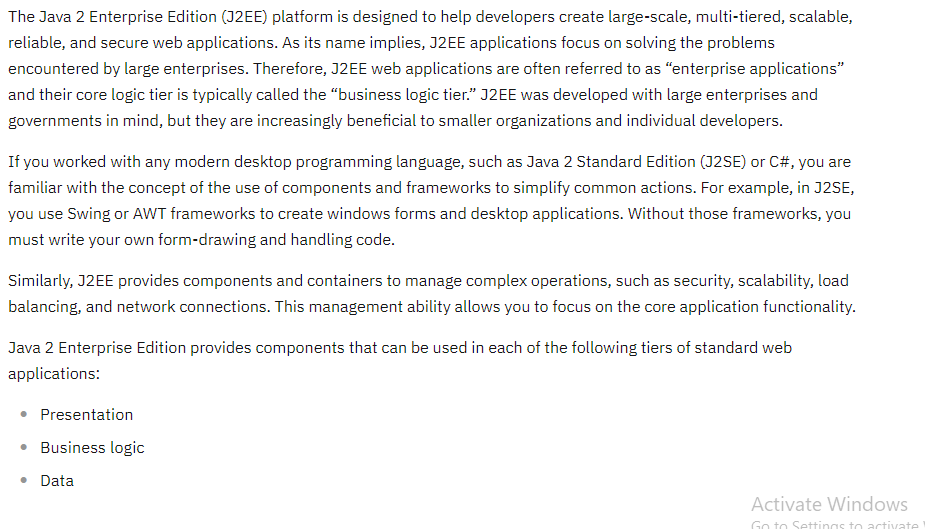 The Java 2 Enterprise Edition (J2EE) platform is designed to help developers create large-scale, multi-tiered, scalable,
reliable, and secure web applications. As its name implies, J2EE applications focus on solving the problems
encountered by large enterprises. Therefore, J2EE web applications are often referred to as “enterprise applications”
and their core logic tier is typically called the “business logic tier.” J2EE was developed with large enterprises and
governments in mind, but they are increasingly beneficial to smaller organizations and individual developers.
If you worked with any modern desktop programming language, such as Java 2 Standard Edition (J2SE) or C#, you are
familiar with the concept of the use of components and frameworks to simplify common actions. For example, in J2SE,
you use Swing or AWT frameworks to create windows forms and desktop applications. Without those frameworks, you
must write your own form-drawing and handling code.
Similarly, J2EE provides components and containers to manage complex operations, such as security, scalability, load
balancing, and network connections. This management ability allows you to focus on the core application functionality.
Java 2 Enterprise Edition provides components that can be used in each of the following tiers of standard web
applications:
• Presentation
• Business logic
• Data
Activate Windows
Go to Settings to activate